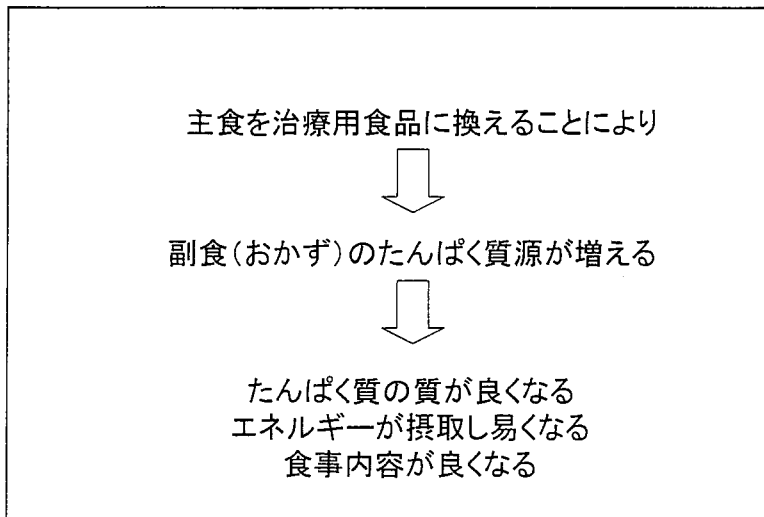 主食を治療用食品に換えることにより
副食(おかず)のたんぱく質源が増える
たんぱく質の質が良くなる
エネルギーが摂取し易くなる
食事内容が良くなる